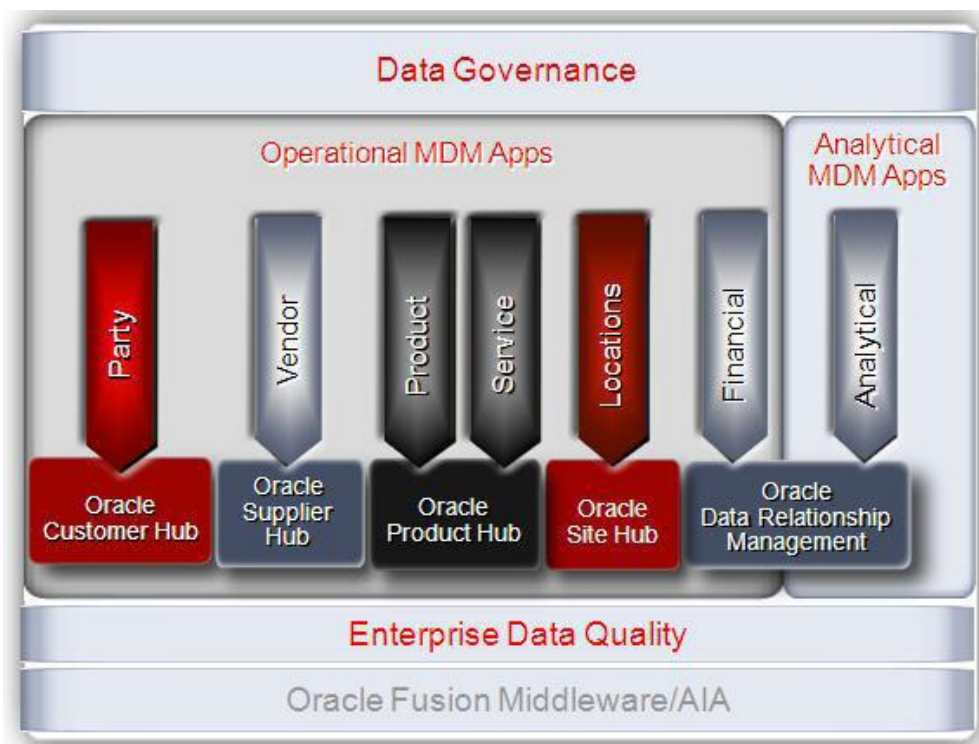 Data Governance
Operational MDM Apps
Analytical
MDM Apps
Party
Vendor
Product
Service
Locations
Financial
Analytical
Oracle
Customer Hub
Oracle
Supplier
Hub
Oracle
Product Hub
Oracle
Site Hub
Oracle
Data Relationship
Management
Enterprise Data Quality
Oracle Fusion Middleware/AIA